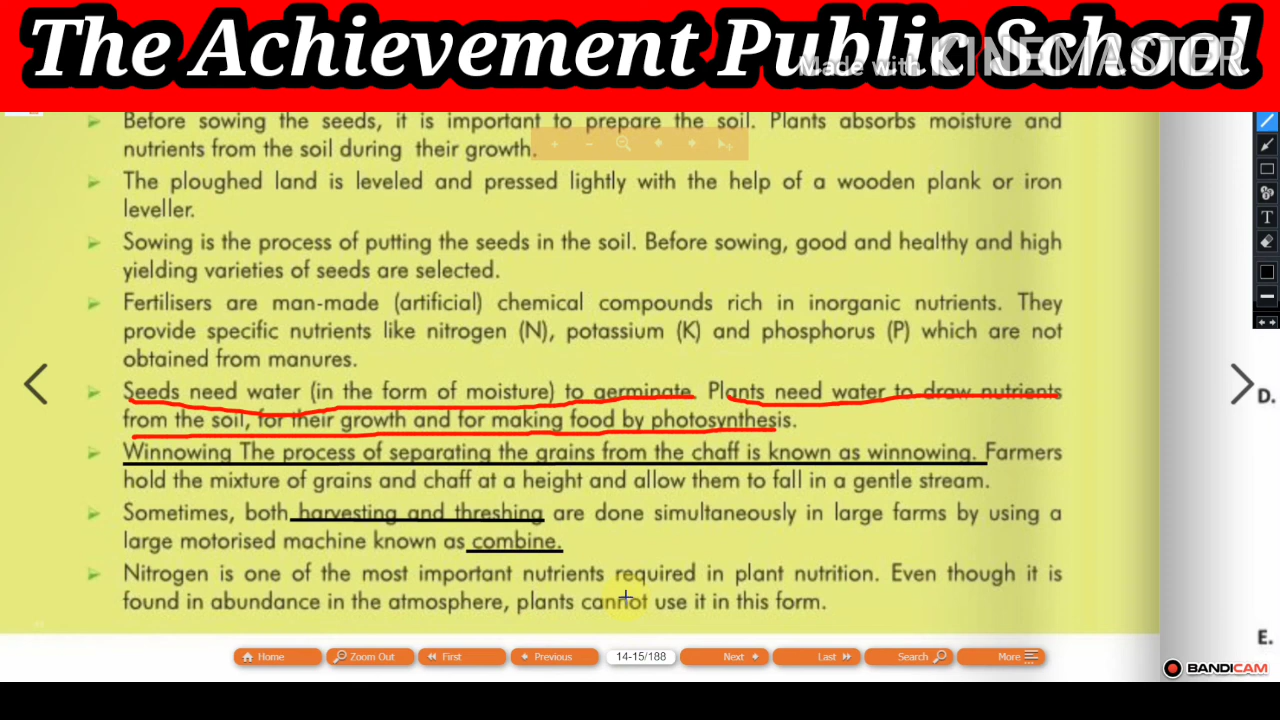 The Achievement Public School
Made with KINEMASTER
Before sowing the seeds, it is important to prepare the soil. Plants absorbs moisture and
nutrients from the soil during their growth.
The ploughed land is leveled and pressed lightly with the help of a wooden plank or iron
leveller.
Sowing is the process of putting the seeds in the soil. Before sowing, good and healthy and high
yielding varieties of seeds are selected.
Fertilisers are man-made (artificial) chemical compounds rich in inorganic nutrients. They
provide specific nutrients like nitrogen (N), potassium (K) and phosphorus (P) which are not
obtained from manures.
Seeds need water (in the form of moisture) to germinate. Plants need water to draw nutrients
from the soil, for their growth and for making food by photosynthesis.
Winnowing The process of separating the grains from the chaff is known as winnowing. Farmers
hold the mixture of grains and chaff at a height and allow them to fall in a gentle stream.
Sometimes, both harvesting and threshing are done simultaneously in large farms by using a
large motorised machine known as combine.
Nitrogen is one of the most important nutrients required in plant nutrition. Even though it is
found in abundance in the atmosphere, plants cannot use it in this form.
D.
E.
T
Home Zoom Out First Previous 14-15/188 Next Last Search More
BANDICAM